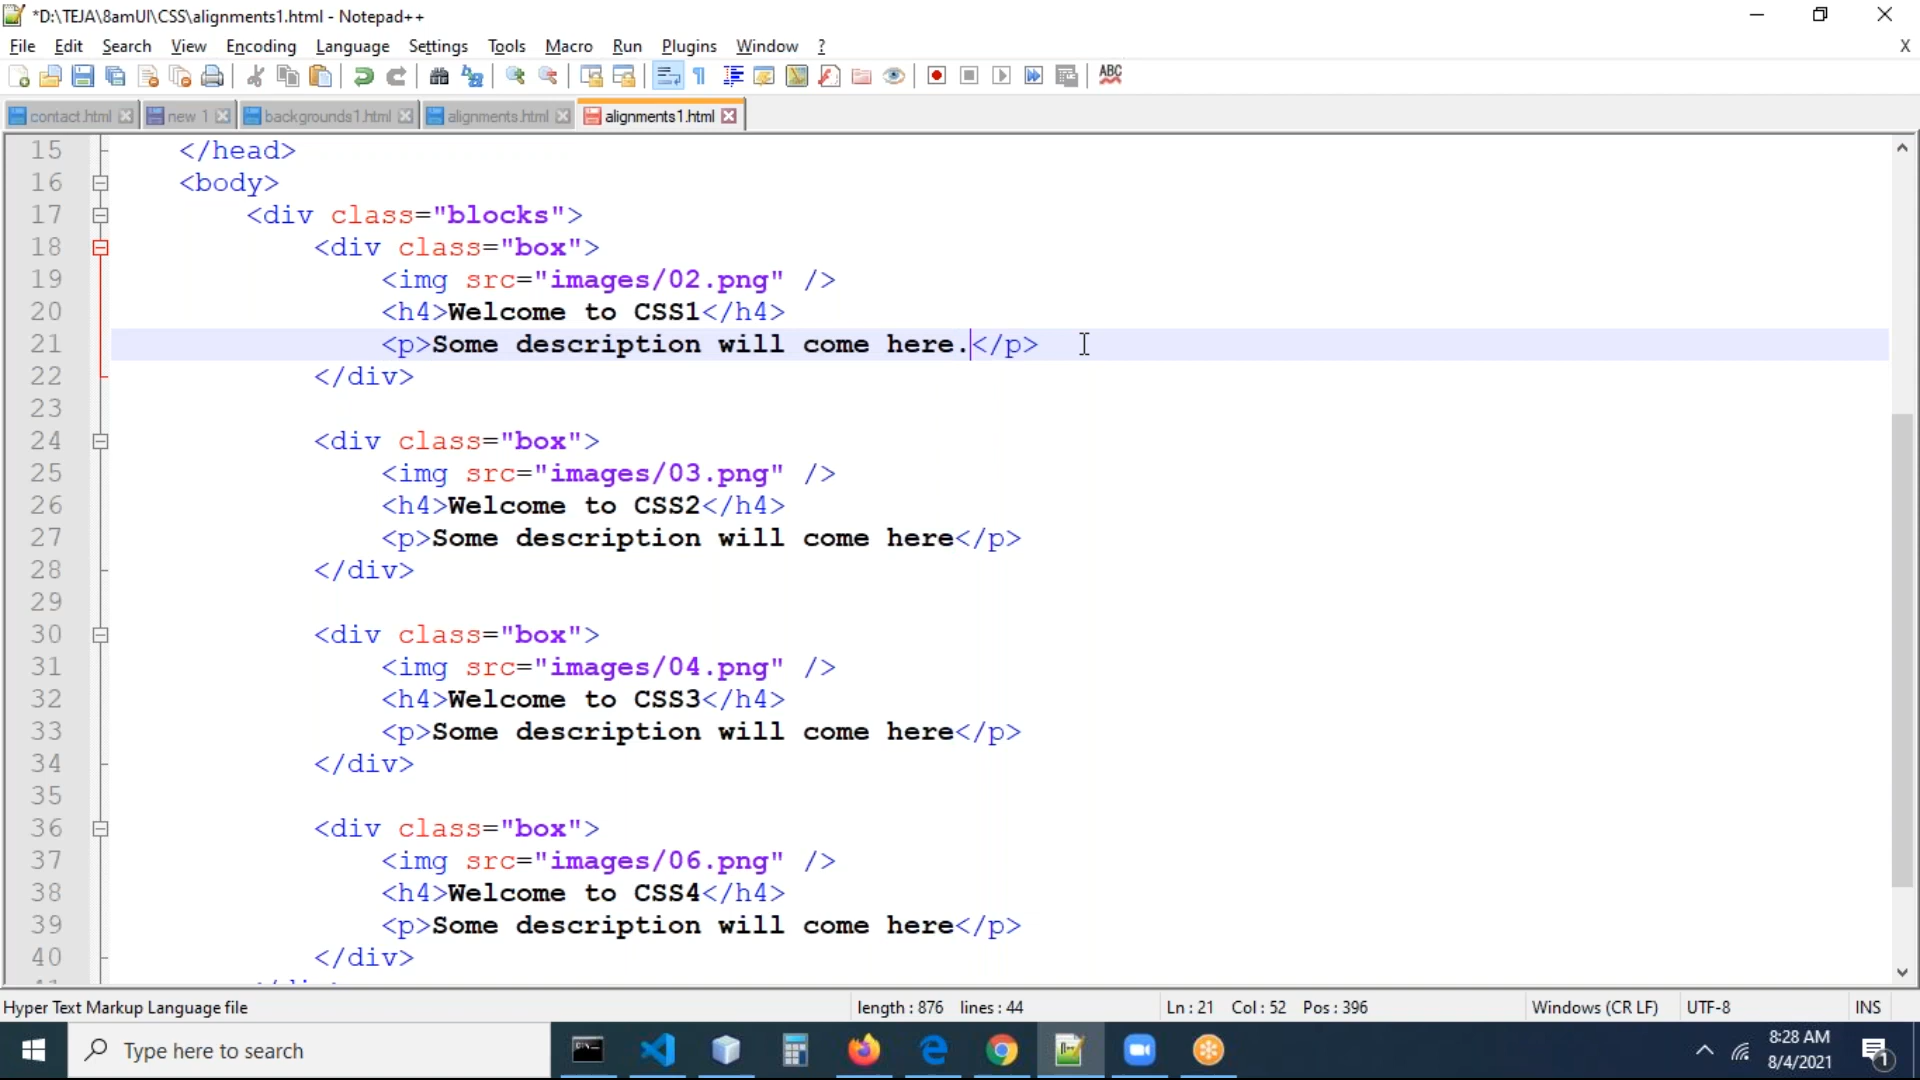 *D:\TEJA\8amUI\CSS\alignments1.html - Notepad++
File Edit Search View Encoding Language Settings Tools Macro Run Plugins Window ? X
ABC
contact.html new 1 backgrounds1.html alignments.html alignments1.html
15 </head>
16 <body>
17 <div class="blocks">
18 <div class="box">
19 <img src="images/02.png" />
20 <h4>Welcome to CSS1</h4>
21 <p>Some description will come here.</p>
22 </div>
23
24 <div class="box">
25 <img src="images/03.png" />
26 <h4>Welcome to CSS2</h4>
27 <p>Some description will come here</p>
28 </div>
29
30 <div class="box">
31 <img src="images/04.png" />
32 <h4>Welcome to CSS3</h4>
33 <p>Some description will come here</p>
34 </div>
35
36 <div class="box">
37 <img src="images/06.png" />
38 <h4>Welcome to CSS4</h4>
39 <p>Some description will come here</p>
40 </div>
Hyper Text Markup Language file length : 876 lines : 44 Ln : 21 Col : 52 Pos : 396 Windows (CR LF) UTF-8 INS
Type here to search
8:28 AM
8/4/2021
1